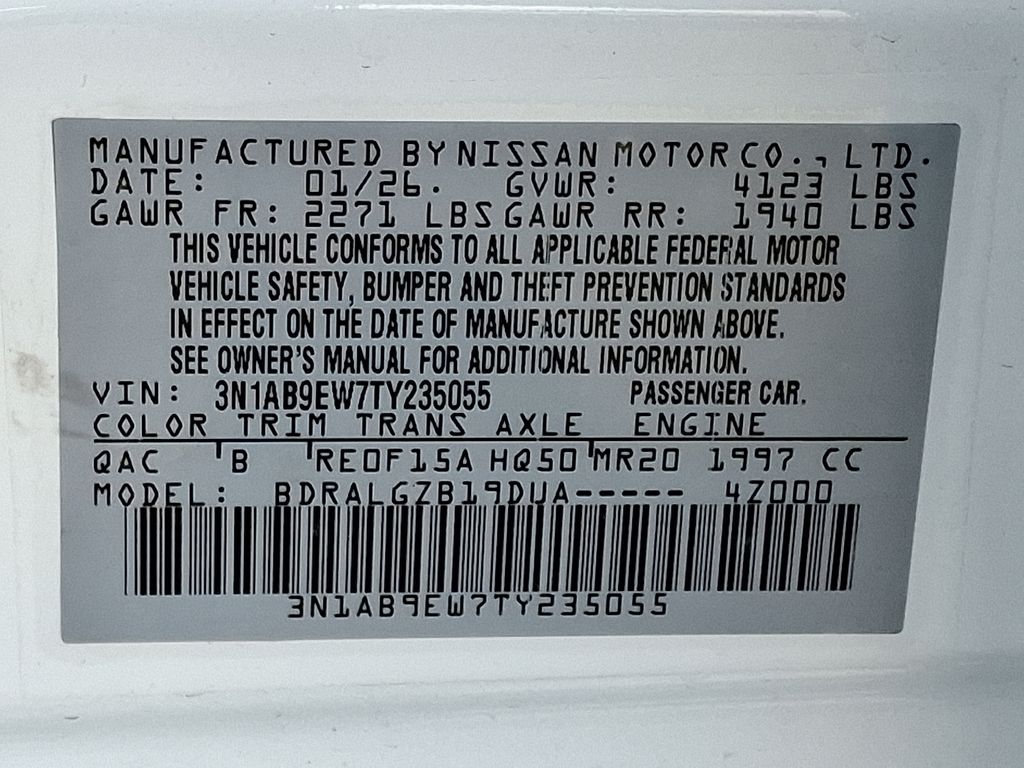 MANUFACTURED BY NISSAN MOTOR CO., LTD.
DATE: 01/26. GVWR: 4123 LBS
GAWR FR: 2271 LBS GAWR RR: 1940 LBS
THIS VEHICLE CONFORMS TO ALL APPLICABLE FEDERAL MOTOR
VEHICLE SAFETY, BUMPER AND THEFT PREVENTION STANDARDS
IN EFFECT ON THE DATE OF MANUFACTURE SHOWN ABOVE.
SEE OWNER'S MANUAL FOR ADDITIONAL INFORMATION.
VIN: 3N1AB9EW7TY235055 PASSENGER CAR.
COLOR TRIM TRANS AXLE ENGINE
QAC B RE0F15A HQ50 MR20 1997 CC
MODEL: BDRALGZB19DUA----- 4Z000
3N1AB9EW7TY235055